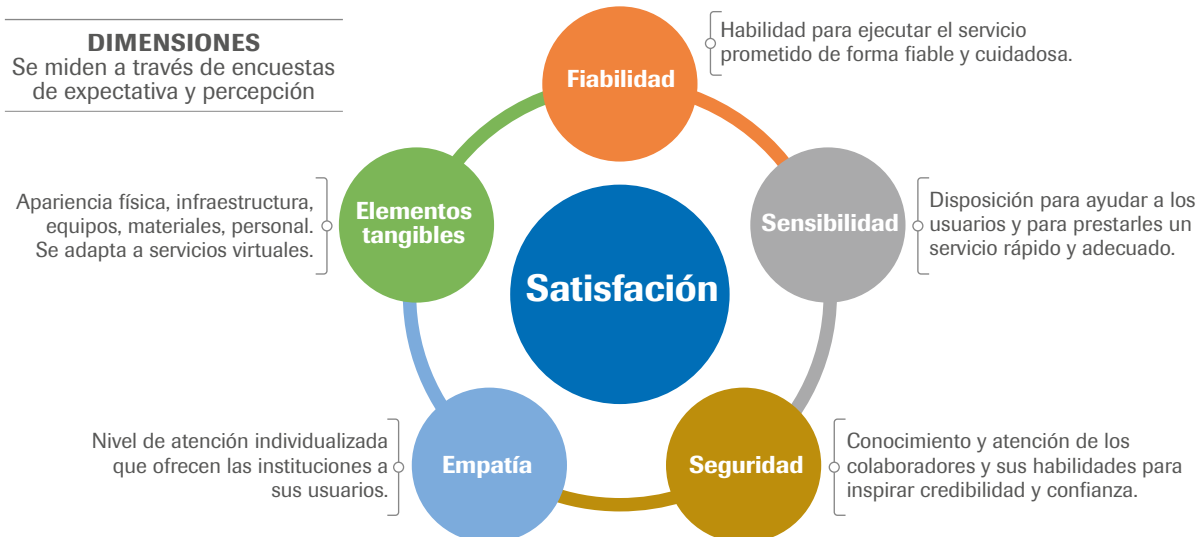 DIMENSIONES
Se miden a través de encuestas
de expectativa y percepción
Fiabilidad
Habilidad para ejecutar el servicio
prometido de forma fiable y cuidadosa.
Sensibilidad
Disposición para ayudar a los
usuarios y para prestarles un
servicio rápido y adecuado.
Seguridad
Conocimiento y atención de los
colaboradores y sus habilidades para
inspirar credibilidad y confianza.
Empatía
Nivel de atención individualizada
que ofrecen las instituciones a
sus usuarios.
Elementos
tangibles
Apariencia física, infraestructura,
equipos, materiales, personal.
Se adapta a servicios virtuales.
Satisfación